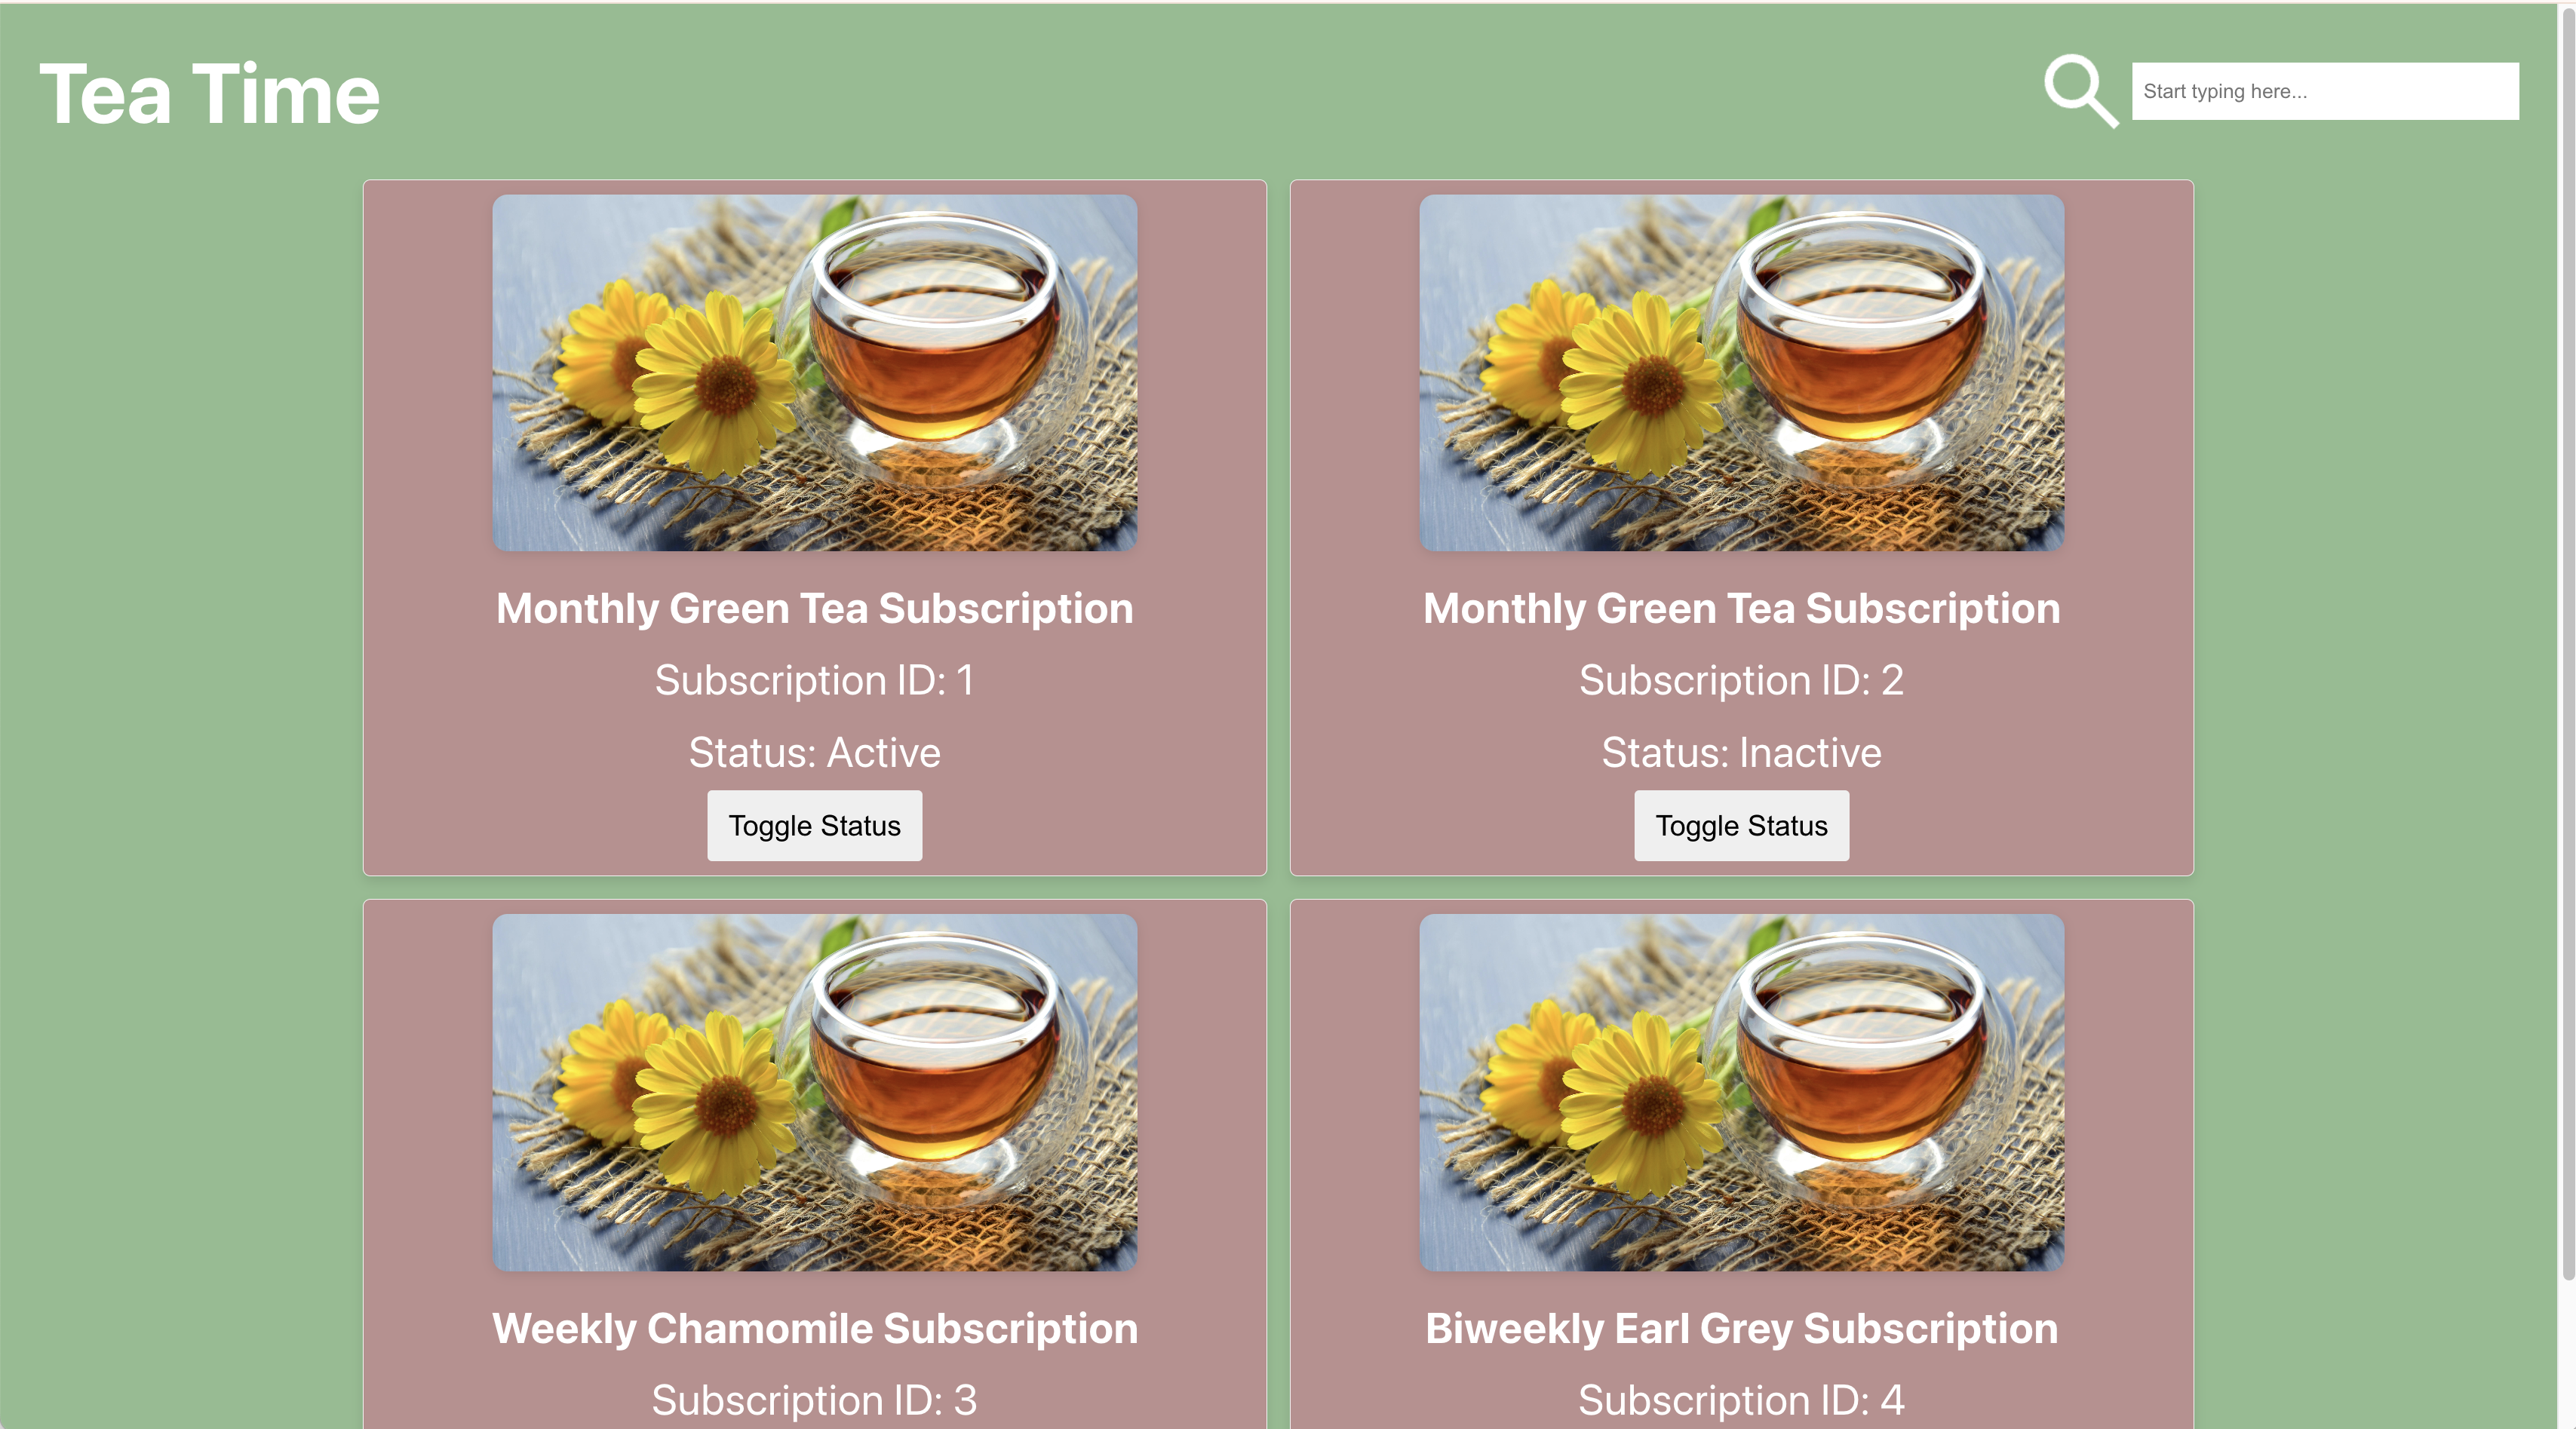 Tea Time
Start typing here...
Monthly Green Tea Subscription
Subscription ID: 1
Status: Active
Toggle Status
Monthly Green Tea Subscription
Subscription ID: 2
Status: Inactive
Toggle Status
Weekly Chamomile Subscription
Subscription ID: 3
Biweekly Earl Grey Subscription
Subscription ID: 4